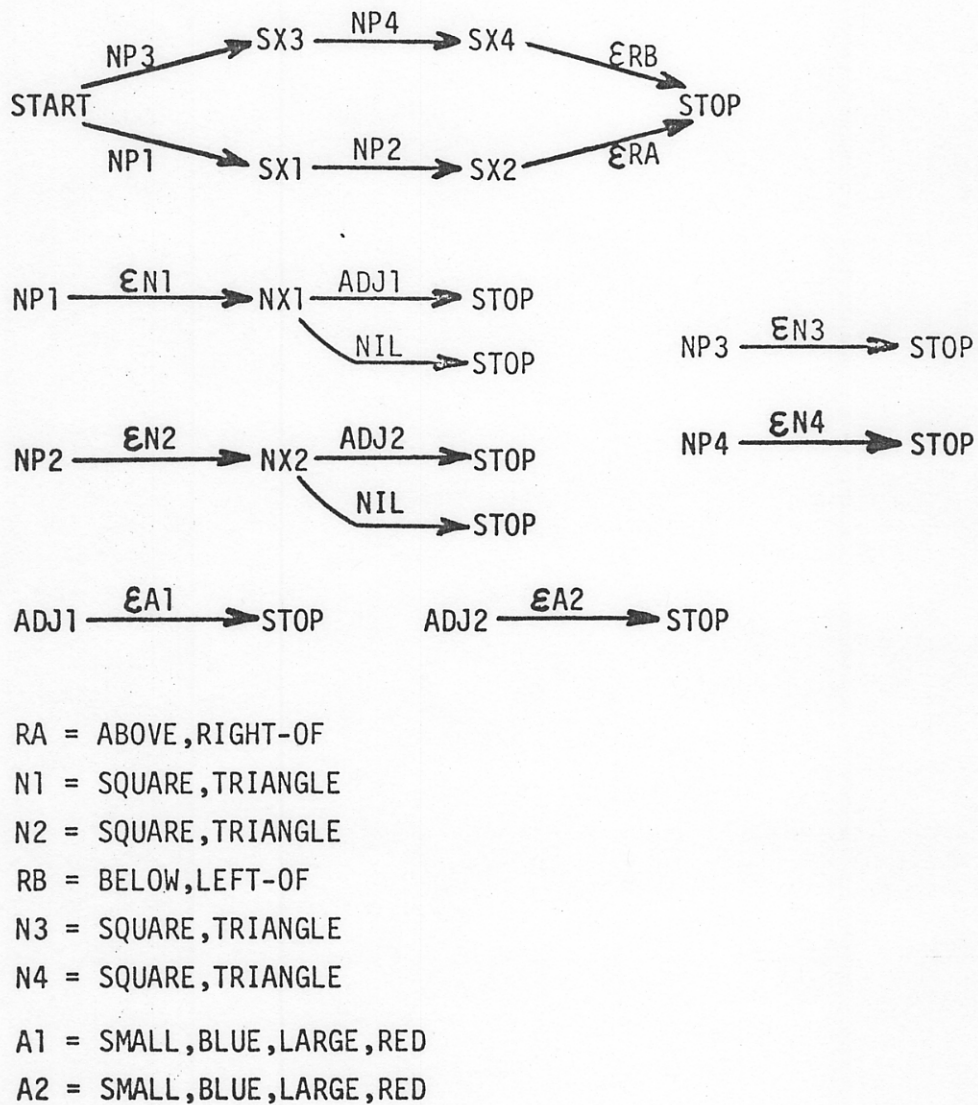 NP3 SX3 NP4 SX4 εRB
START STOP
NP1 SX1 NP2 SX2 εRA
NP1 εN1 NX1 ADJ1 STOP
NIL STOP
NP3 εN3 STOP
NP2 εN2 NX2 ADJ2 STOP
NIL STOP
NP4 εN4 STOP
ADJ1 εA1 STOP ADJ2 εA2 STOP
RA = ABOVE,RIGHT-OF
N1 = SQUARE,TRIANGLE
N2 = SQUARE,TRIANGLE
RB = BELOW,LEFT-OF
N3 = SQUARE,TRIANGLE
N4 = SQUARE,TRIANGLE
A1 = SMALL,BLUE,LARGE,RED
A2 = SMALL,BLUE,LARGE,RED